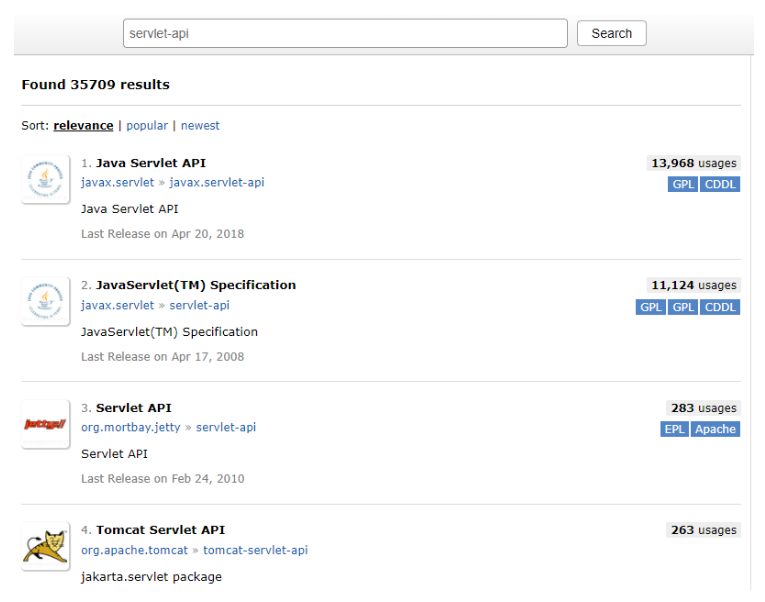 servlet-api
Search
Found 35709 results
Sort: relevance | popular | newest
1. Java Servlet API
13,968 usages
javax.servlet » javax.servlet-api
GPL CDDL
Java Servlet API
Last Release on Apr 20, 2018
2. JavaServlet(TM) Specification
11,124 usages
javax.servlet » servlet-api
GPL GPL CDDL
JavaServlet(TM) Specification
Last Release on Apr 17, 2008
jetty://
3. Servlet API
283 usages
org.mortbay.jetty » servlet-api
EPL Apache
Servlet API
Last Release on Feb 24, 2010
4. Tomcat Servlet API
263 usages
org.apache.tomcat » tomcat-servlet-api
jakarta.servlet package